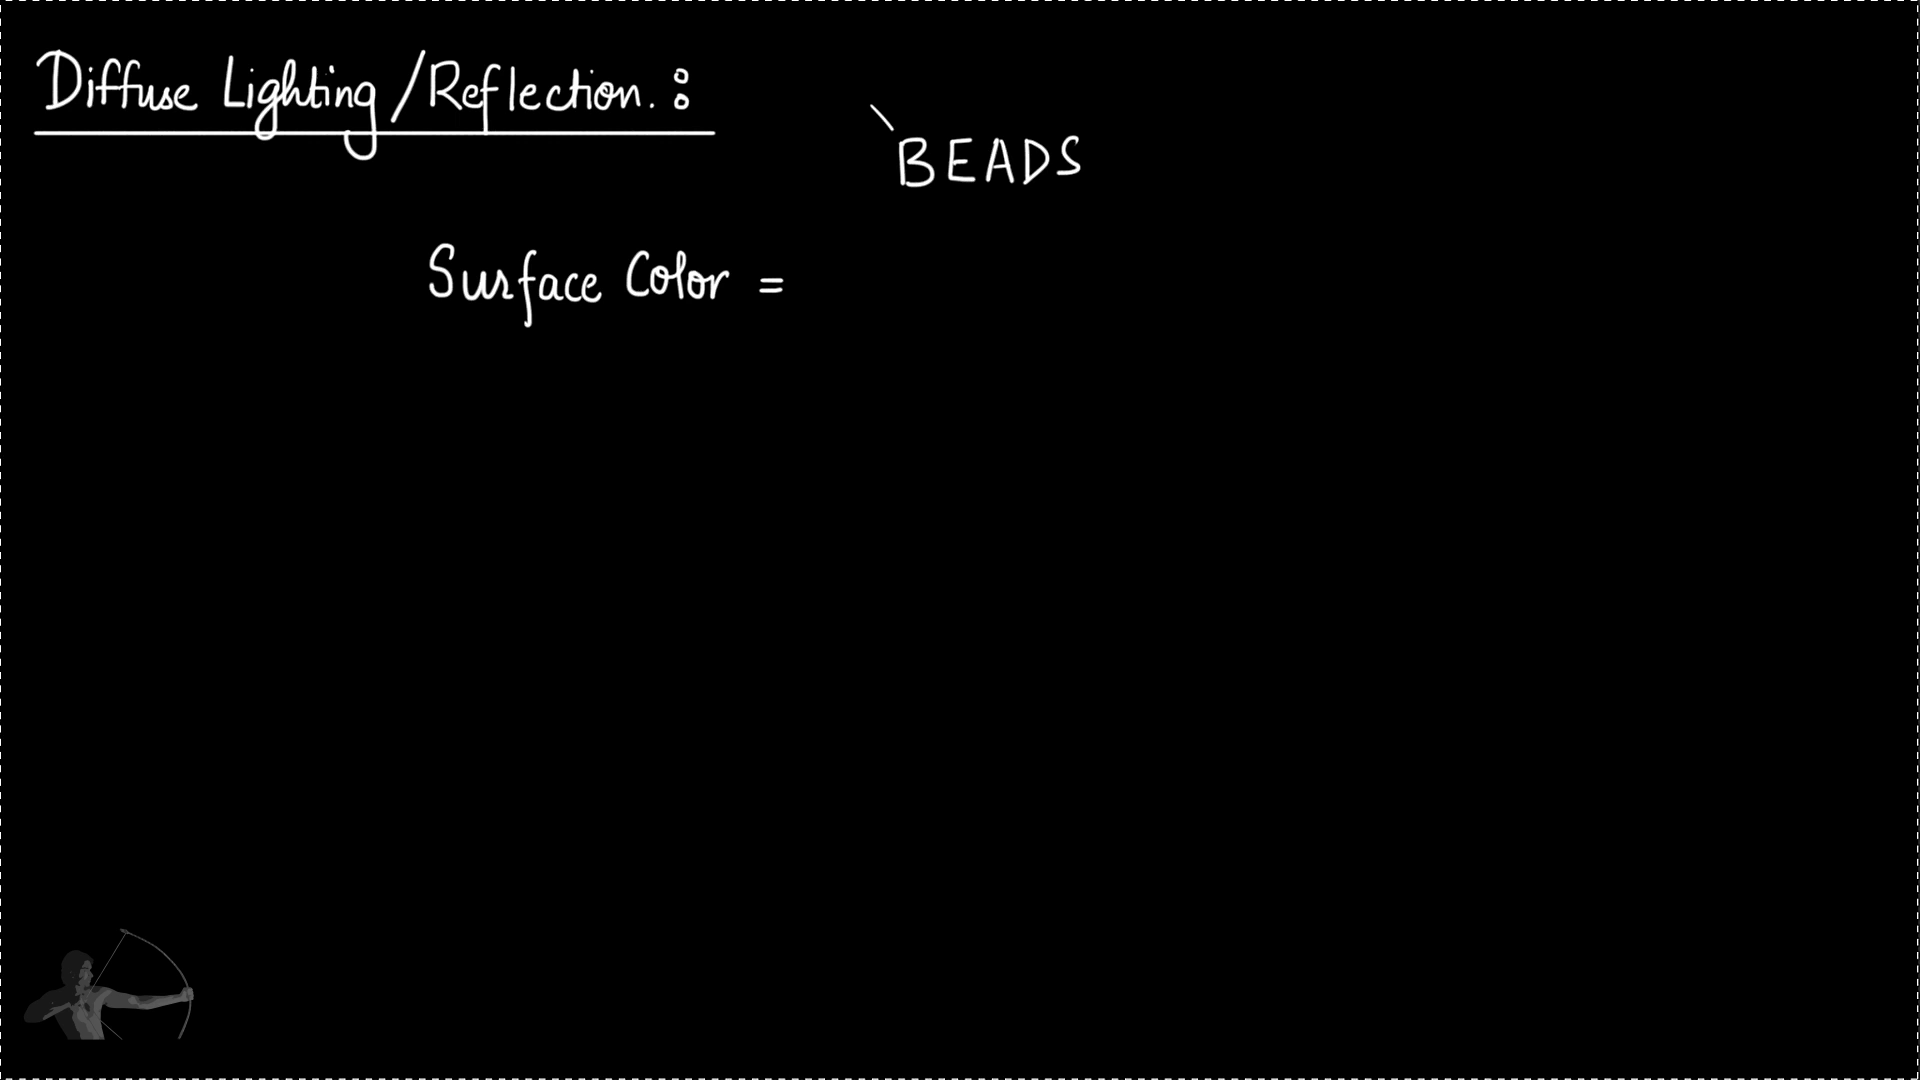 Diffuse Lighting/Reflection. :
BEADS
Surface Color =